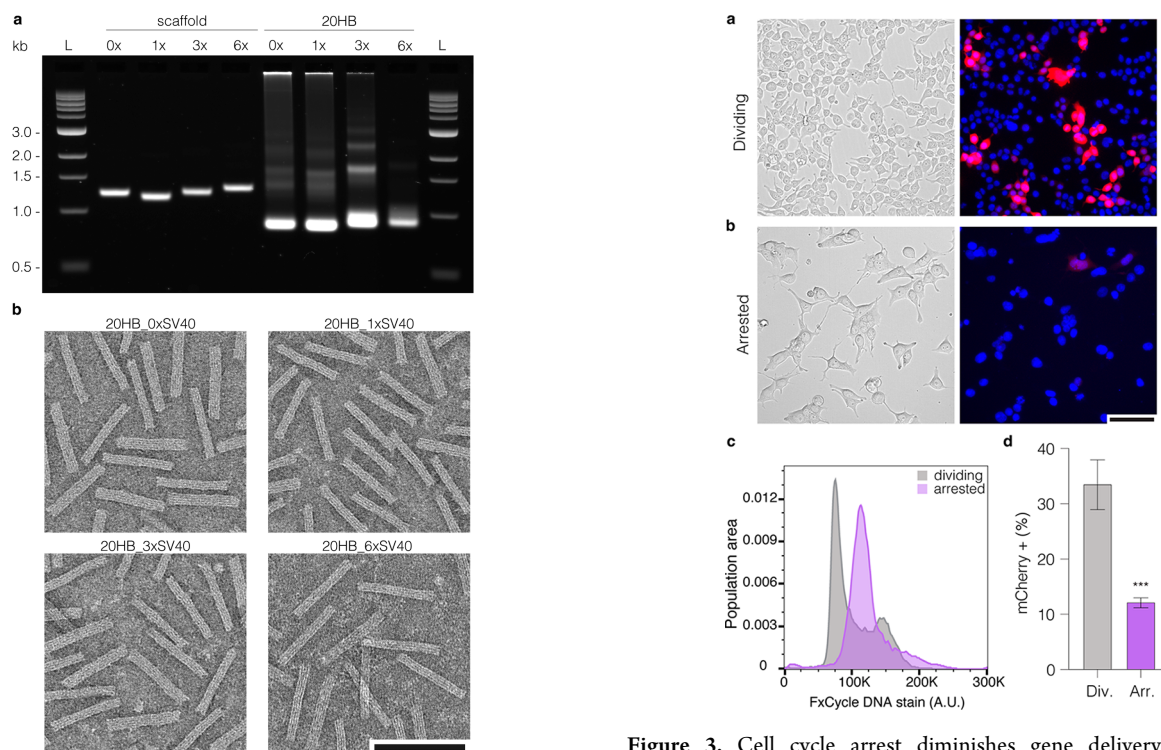 a
scaffold 20HB
kb L 0x 1x 3x 6x 0x 1x 3x 6x L
3.0 -
2.0 -
1.5 -
1.0 -
0.5 -
b
20HB_0xSV40 20HB_1xSV40
20HB_3xSV40 20HB_6xSV40
a
Dividing
b
Arrested
c
dividing
arrested
Population area
0.012
0.009
0.006
0.003
0
0 100K 200K 300K
FxCycle DNA stain (A.U.)
d
mCherry + (%)
40
30
20
10
0
***
Div. Arr.
Figure 3. Cell cycle arrest diminishes gene delivery